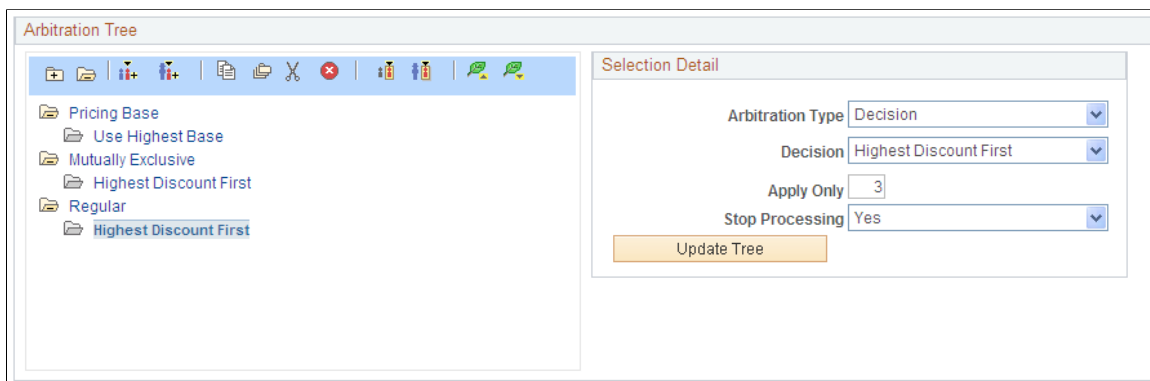 Arbitration Tree
Pricing Base
Use Highest Base
Mutually Exclusive
Highest Discount First
Regular
Highest Discount First
Selection Detail
Arbitration Type Decision
Decision Highest Discount First
Apply Only 3
Stop Processing Yes
Update Tree